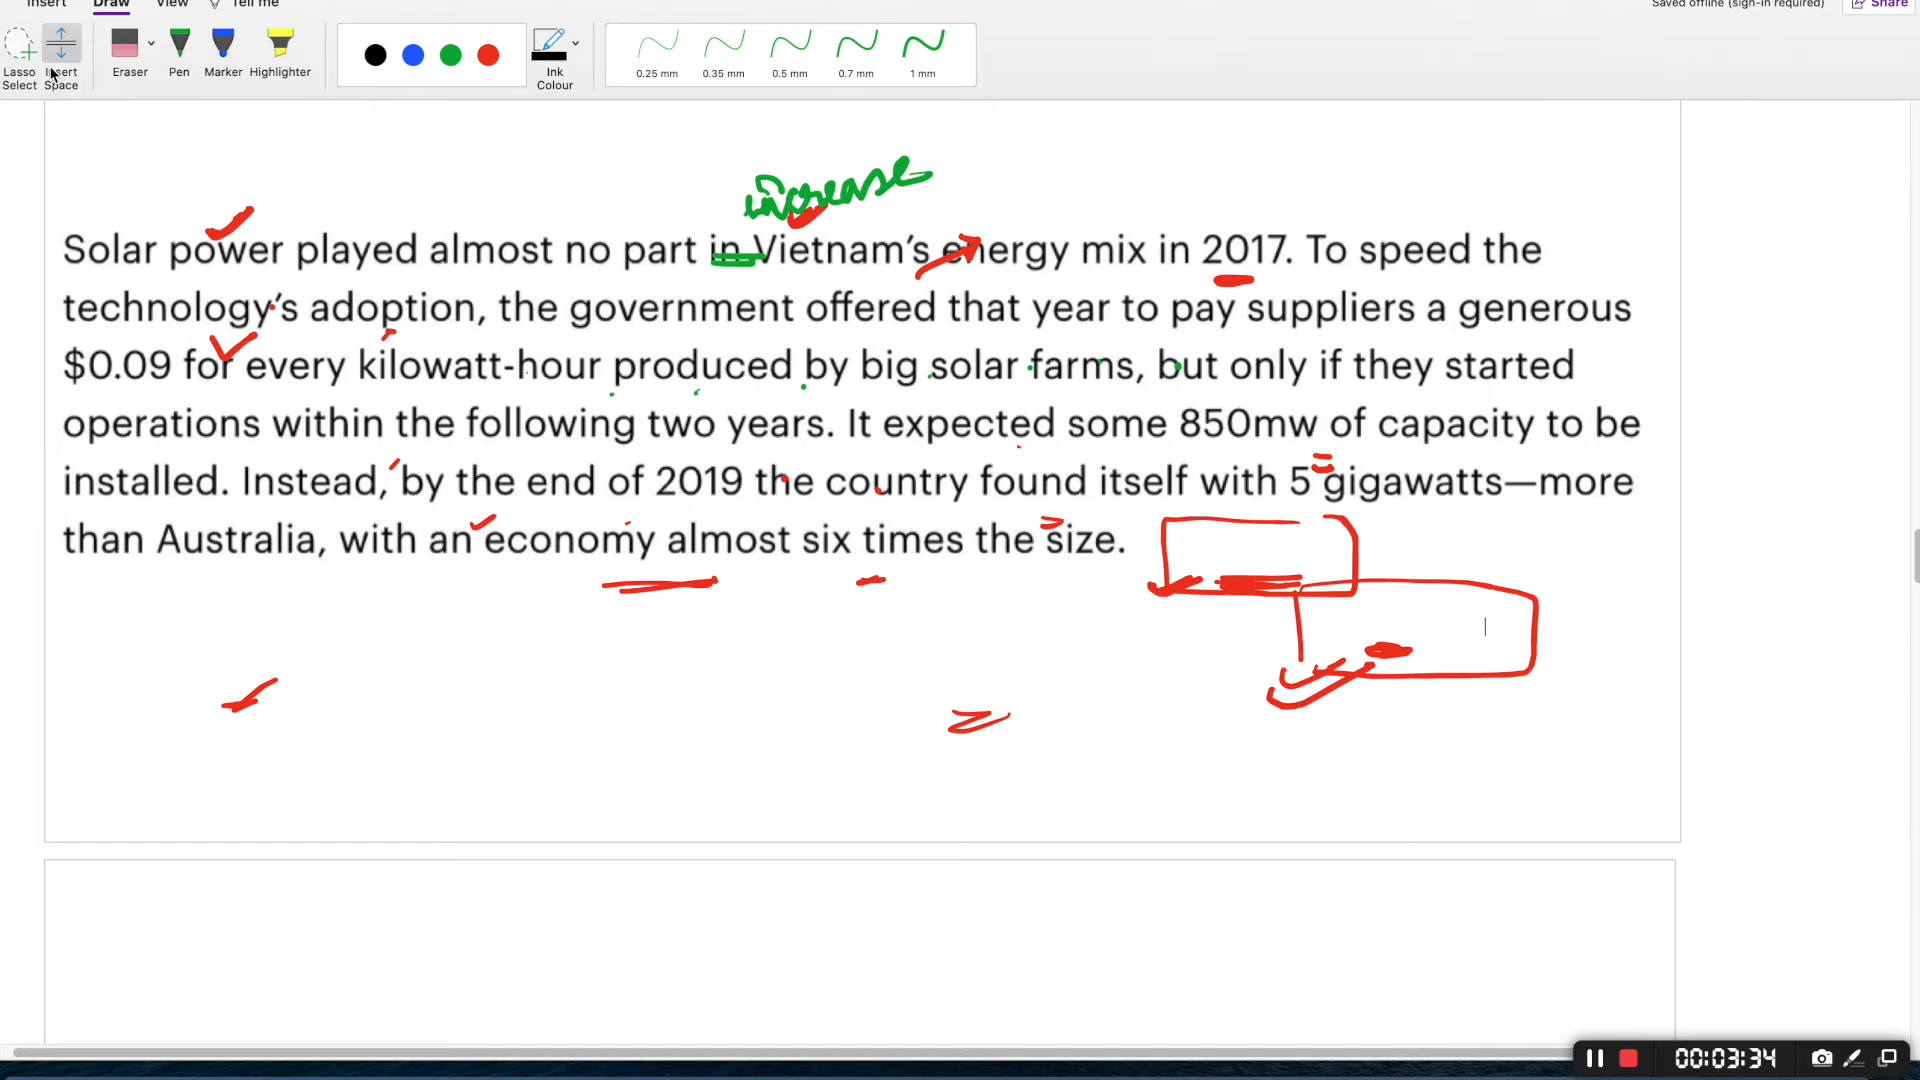 Insert Draw View Tell me Saved offline (sign-in required) Share
0.25 mm 0.35 mm 0.5 mm 0.7 mm 1 mm
Lasso Select
Insert Space
Eraser Pen Marker Highlighter
Ink Colour
increase
Solar power played almost no part in Vietnam's energy mix in 2017. To speed the
technology's adoption, the government offered that year to pay suppliers a generous
$0.09 for every kilowatt-hour produced by big solar farms, but only if they started
operations within the following two years. It expected some 850mw of capacity to be
installed. Instead, by the end of 2019 the country found itself with 5 gigawatts—more
than Australia, with an economy almost six times the size.
00:03:34